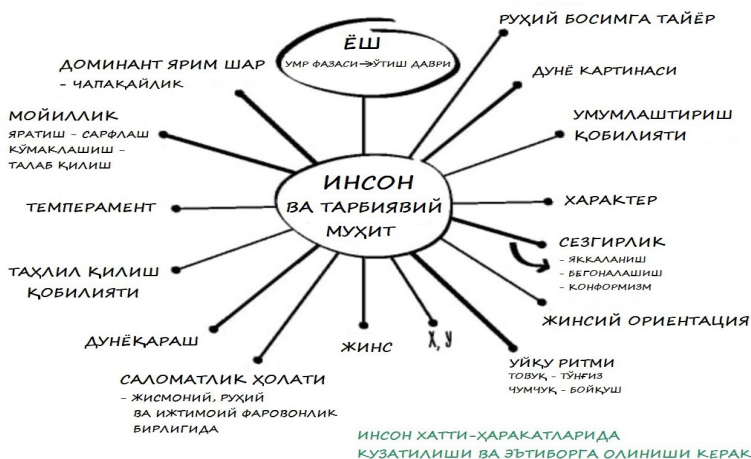 ЁШ
УМР ФАЗАСИ→ЎТИШ ДАВРИ
РУҲИЙ БОСИМГА ТАЙЁР
ДУНЁ КАРТИНАСИ
УМУМЛАШТИРИШ
ҚОБИЛИЯТИ
ХАРАКТЕР
СЕЗГИРЛИК
- ЯККАЛАНИШ
- БЕГОНАЛАШИШ
- КОНФОРМИЗМ
ЖИНСИЙ ОРИЕНТАЦИЯ
УЙҚУ РИТМИ
ТОВУҚ - ТЎНҒИЗ
ЧУМЧУҚ - БОЙҚУШ
X, У
ЖИНС
САЛОМАТЛИК ҲОЛАТИ
- ЖИСМОНИЙ, РУҲИЙ
ВА ИЖТИМОИЙ ФАРОВОНЛИК
БИРЛИГИДА
ДУНЁҚАРАШ
ТАҲЛИЛ ҚИЛИШ
ҚОБИЛИЯТИ
ТЕМПЕРАМЕНТ
МОЙИЛЛИК
ЯРАТИШ - САРФЛАШ
КЎМАКЛАШИШ -
ТАЛАБ ҚИЛИШ
ДОМИНАНТ ЯРИМ ШАР
- ЧАПАҚАЙЛИК
ИНСОН
ВА ТАРБИЯВИЙ
МУҲИТ
ИНСОН ХАТТИ-ҲАРАКАТЛАРИДА
КУЗАТИЛИШИ ВА ЭЪТИБОРГА ОЛИНИШИ КЕРАК